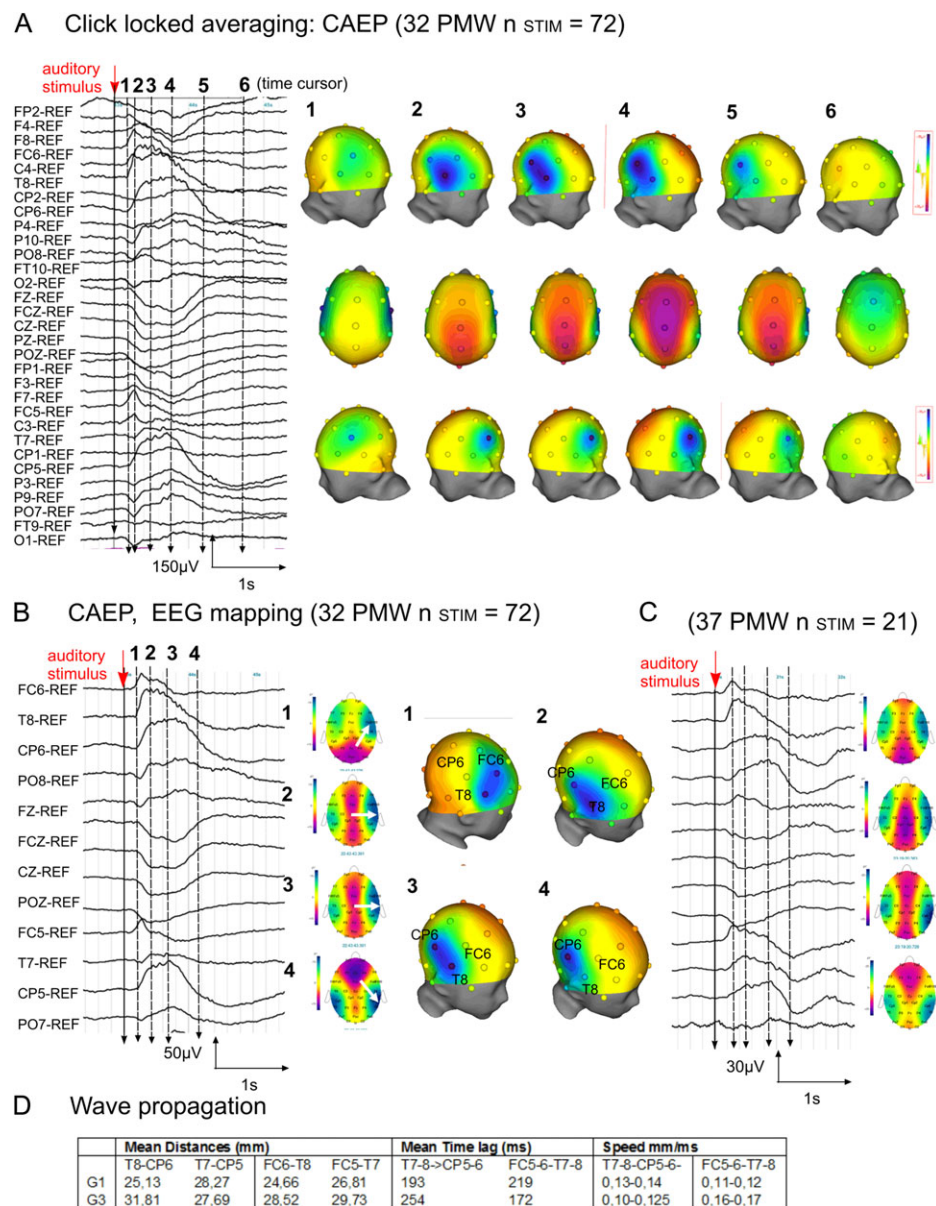 A Click locked averaging: CAEP (32 PMW n STIM = 72)
auditory stimulus
1 2 3 4 5 6 (time cursor)
44s
FP2-REF
F4-REF
F8-REF
FC6-REF
C4-REF
T8-REF
CP2-REF
CP6-REF
P4-REF
P10-REF
PO8-REF
FT10-REF
O2-REF
FZ-REF
FCZ-REF
CZ-REF
PZ-REF
POZ-REF
FP1-REF
F3-REF
F7-REF
FC5-REF
C3-REF
T7-REF
CP1-REF
CP5-REF
P3-REF
P9-REF
PO7-REF
FT9-REF
O1-REF
150µV
1s
1 2 3 4 5 6
B CAEP, EEG mapping (32 PMW n STIM = 72)
auditory stimulus
1 2 3 4
FC6-REF
T8-REF
CP6-REF
PO8-REF
FZ-REF
FCZ-REF
CZ-REF
POZ-REF
FC5-REF
T7-REF
CP5-REF
PO7-REF
50µV
1s
1
2
3
4
1 2
CP6 FC6 T8
CP6 FC6 T8
3 4
CP6 FC6 T8
CP6 FC6 T8
C (37 PMW n STIM = 21)
auditory stimulus
30µV
1s
D Wave propagation
Mean Distances (mm) Mean Time lag (ms) Speed mm/ms
T8-CP6 T7-CP5 FC6-T8 FC5-T7 T7-8->CP5-6 FC5-6-T7-8 T7-8-CP5-6- FC5-6-T7-8
G1 25,13 28,27 24,66 26,81 193 219 0,13-0,14 0,11-0,12
G3 31,81 27,69 28,52 29,73 254 172 0,10-0,125 0,16-0,17